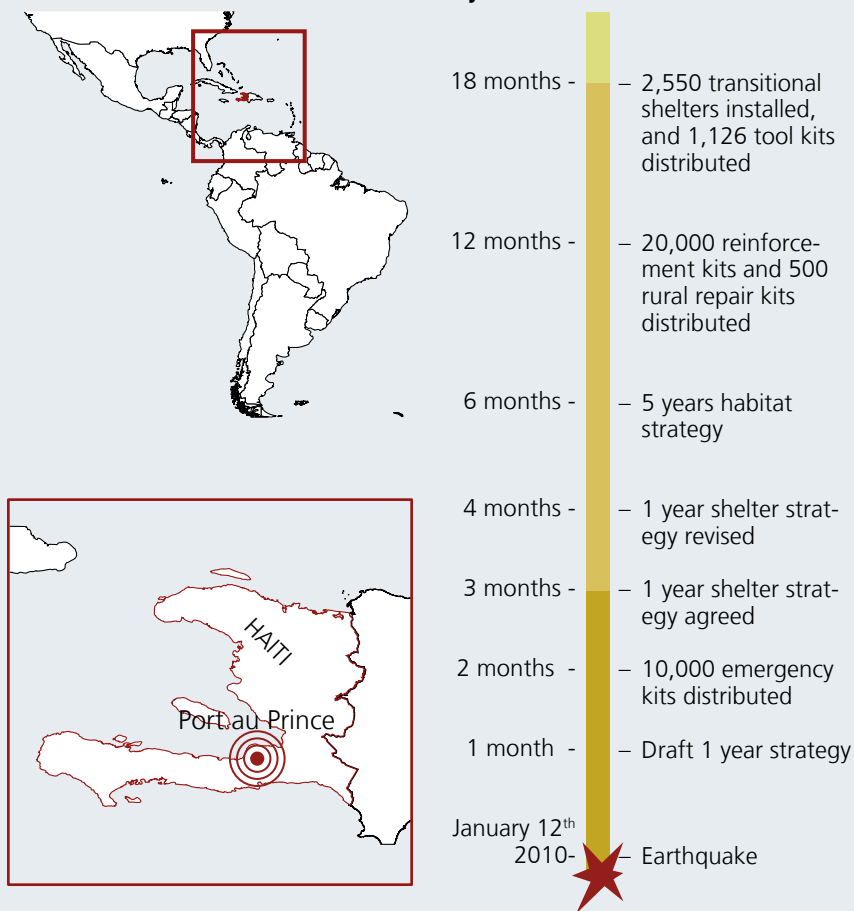 18 months - – 2,550 transitional
shelters installed,
and 1,126 tool kits
distributed
12 months - – 20,000 reinforce-
ment kits and 500
rural repair kits
distributed
6 months - – 5 years habitat
strategy
4 months - – 1 year shelter strat-
egy revised
3 months - – 1 year shelter strat-
egy agreed
2 months - – 10,000 emergency
kits distributed
1 month - – Draft 1 year strategy
January 12th
2010- – Earthquake
HAITI
Port au Prince